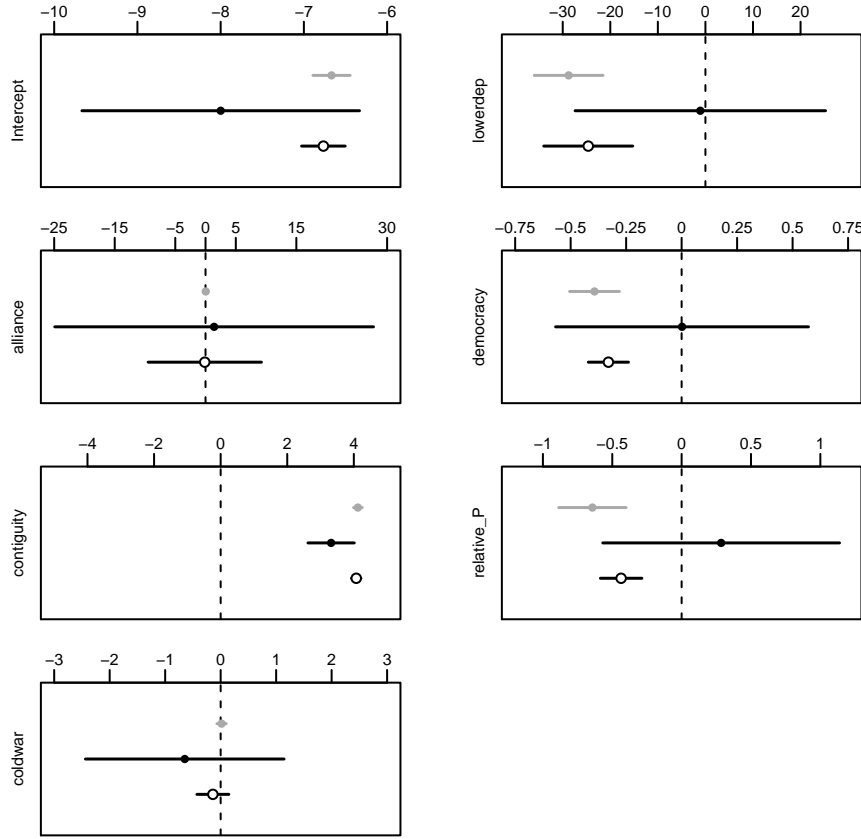 −10 −9 −8 −7 −6
Intercept
−30 −20 −10 0 10 20
lowerdep
−25 −15 −5 0 5 15 30
alliance
−0.75 −0.5 −0.25 0 0.25 0.5 0.75
democracy
−4 −2 0 2 4
contiguity
−1 −0.5 0 0.5 1
relative_P
−3 −2 −1 0 1 2 3
coldwar